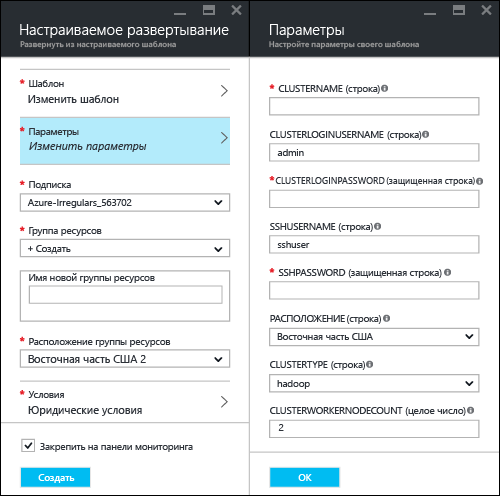 Настраиваемое развертывание
Развернуть из настраиваемого шаблона
* Шаблон
Изменить шаблон
* Параметры
Изменить параметры
* Подписка
Azure-Irregulars_563702
* Группа ресурсов
+ Создать
Имя новой группы ресурсов
* Расположение группы ресурсов
Восточная часть США 2
* Условия
Юридические условия
Закрепить на панели мониторинга
Создать
Параметры
Настройте параметры своего шаблона
* CLUSTERNAME (строка)
CLUSTERLOGINUSERNAME (строка)
admin
*CLUSTERLOGINPASSWORD (защищенная строка)
SSHUSERNAME (строка)
sshuser
* SSHPASSWORD (защищенная строка)
РАСПОЛОЖЕНИЕ (строка)
Восточная часть США
CLUSTERTYPE (строка)
hadoop
CLUSTERWORKERNODECOUNT (целое число)
2
ОК